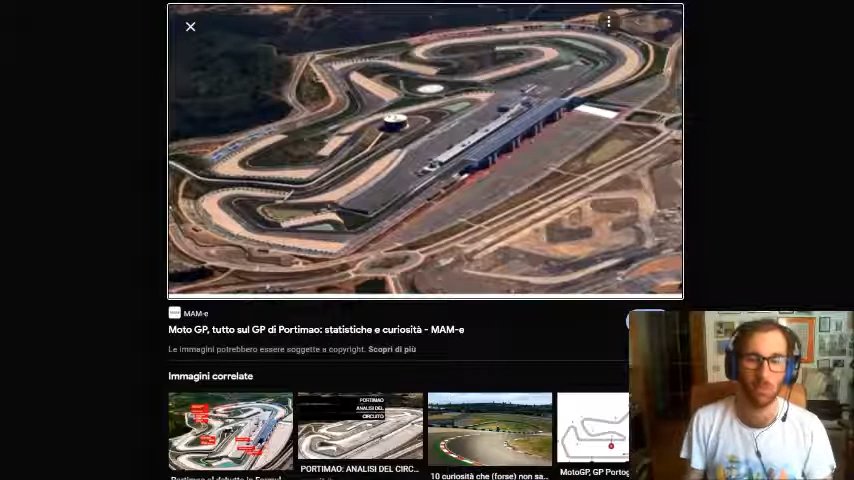 MAM-e
Moto GP, tutto sul GP di Portimao: statistiche e curiosità - MAM-e
Le immagini potrebbero essere soggette a copyright. Scopri di più
Immagini correlate
PORTIMAO
ANALISI DEL
CIRCUITO
PORTIMAO: ANALISI DEL CIRC...
10 curiosità che (forse) non sa...
MotoGP, GP Portog